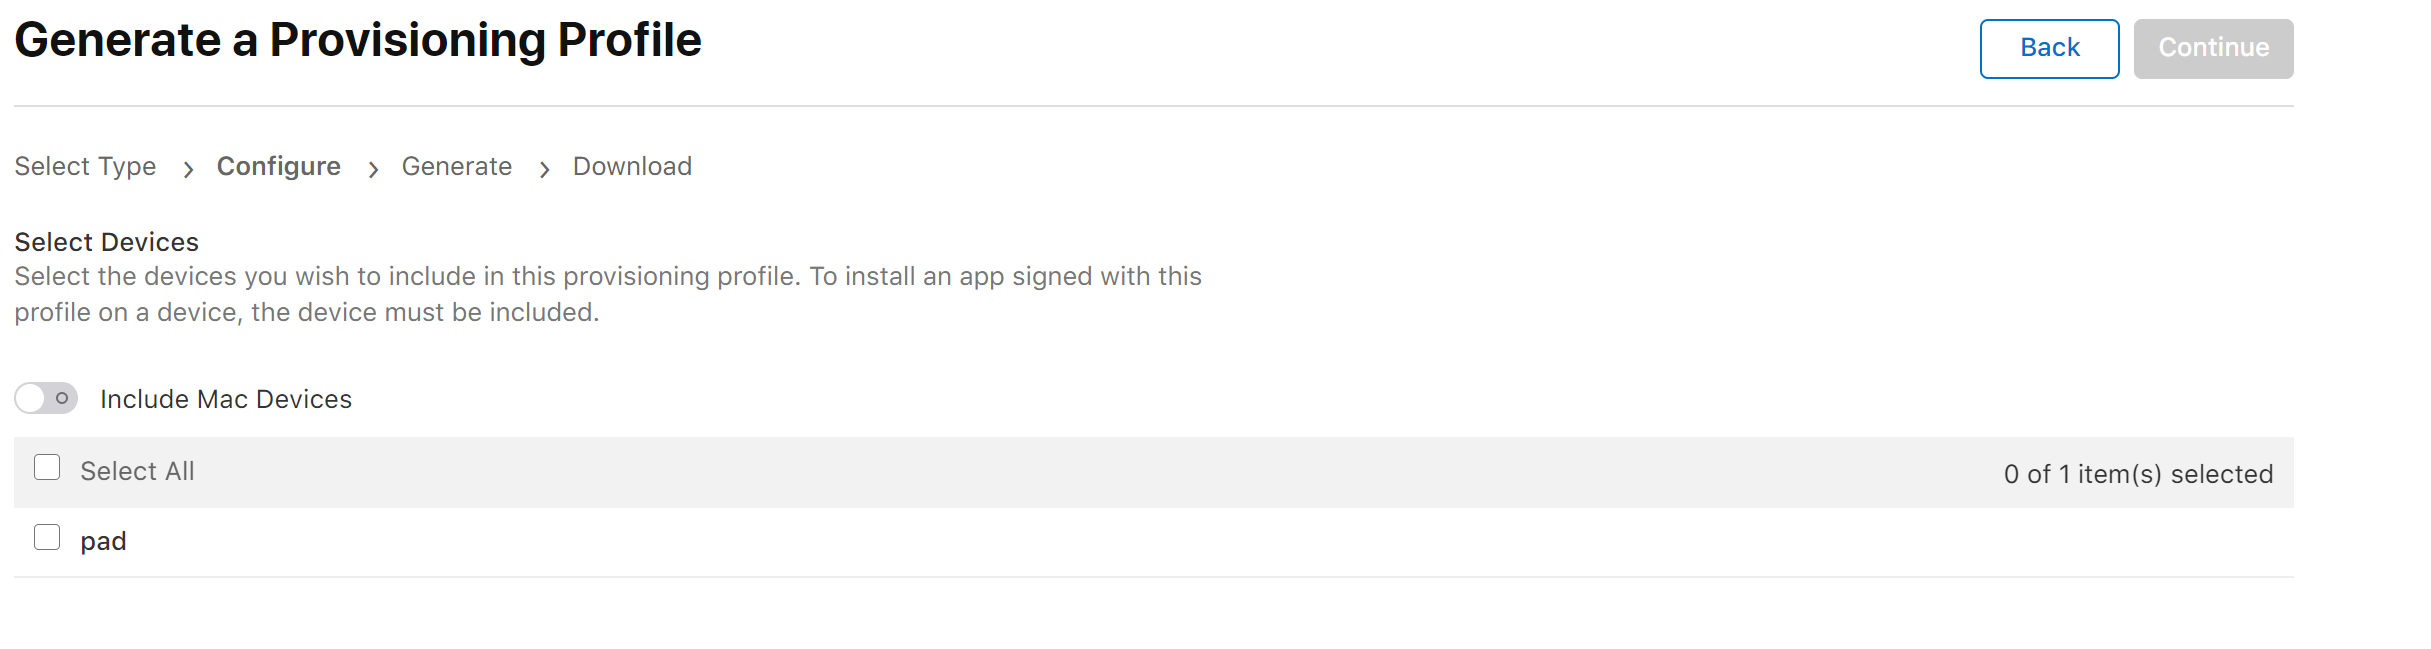 Generate a Provisioning Profile
Back
Continue
Select Type > Configure > Generate > Download
Select Devices
Select the devices you wish to include in this provisioning profile. To install an app signed with this
profile on a device, the device must be included.
Include Mac Devices
Select All
0 of 1 item(s) selected
pad